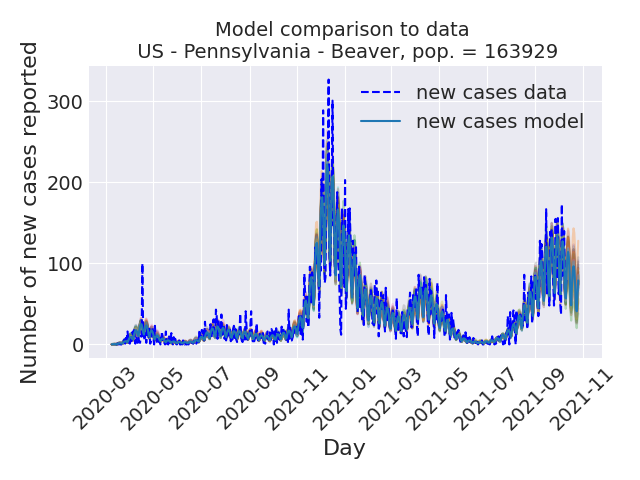 Model comparison to data
US - Pennsylvania - Beaver, pop. = 163929
Number of new cases reported
300
200
100
0
new cases data
new cases model
2020-03
2020-05
2020-07
2020-09
2020-11
2021-01
2021-03
2021-05
2021-07
2021-09
2021-11
Day